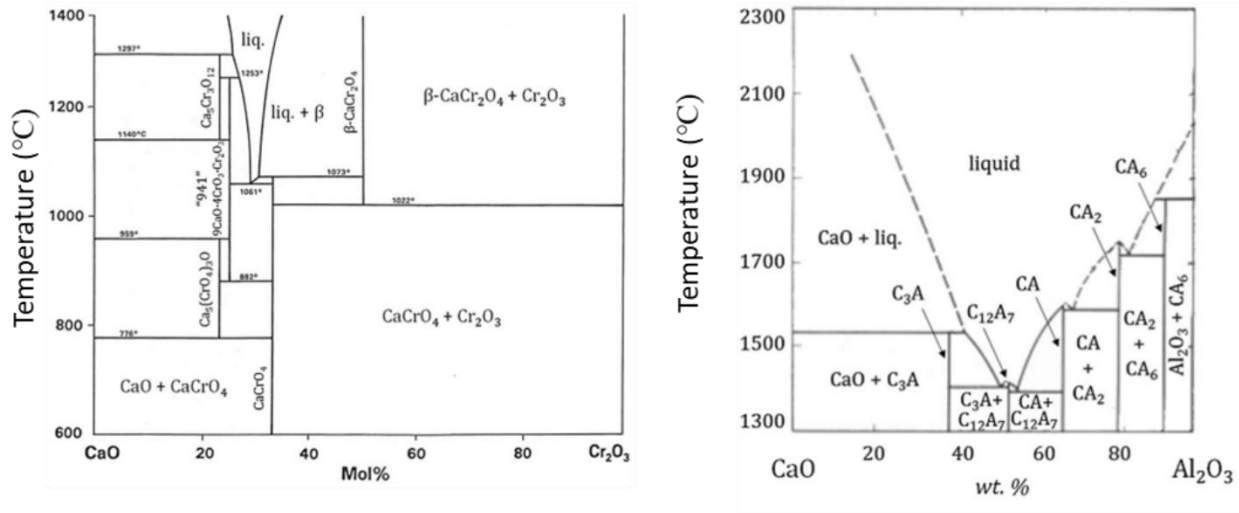 1400
1200
1000
800
600
Temperature (°C)
1297°
liq.
1253°
Ca₅Cr₃O₁₂
liq. + β
β-CaCr₂O₄
β-CaCr₂O₄ + Cr₂O₃
1140°C
"941"
9CaO·4CrO₃·Cr₂O₃
1073°
1061°
1022°
959°
Ca₅(CrO₄)₃O
882°
CaCrO₄ + Cr₂O₃
776°
CaO + CaCrO₄
CaCrO₄
CaO
20
40
60
80
Cr₂O₃
Mol%
2300
2100
1900
1700
1500
1300
Temperature (°C)
liquid
CA₆
CA₂
CaO + liq.
C₃A
CA
C₁₂A₇
CaO + C₃A
C₃A+
C₁₂A₇
CA+
C₁₂A₇
CA
+
CA₂
CA₂
+
CA₆
Al₂O₃ + CA₆
20
40
60
80
CaO
Al₂O₃
wt. %